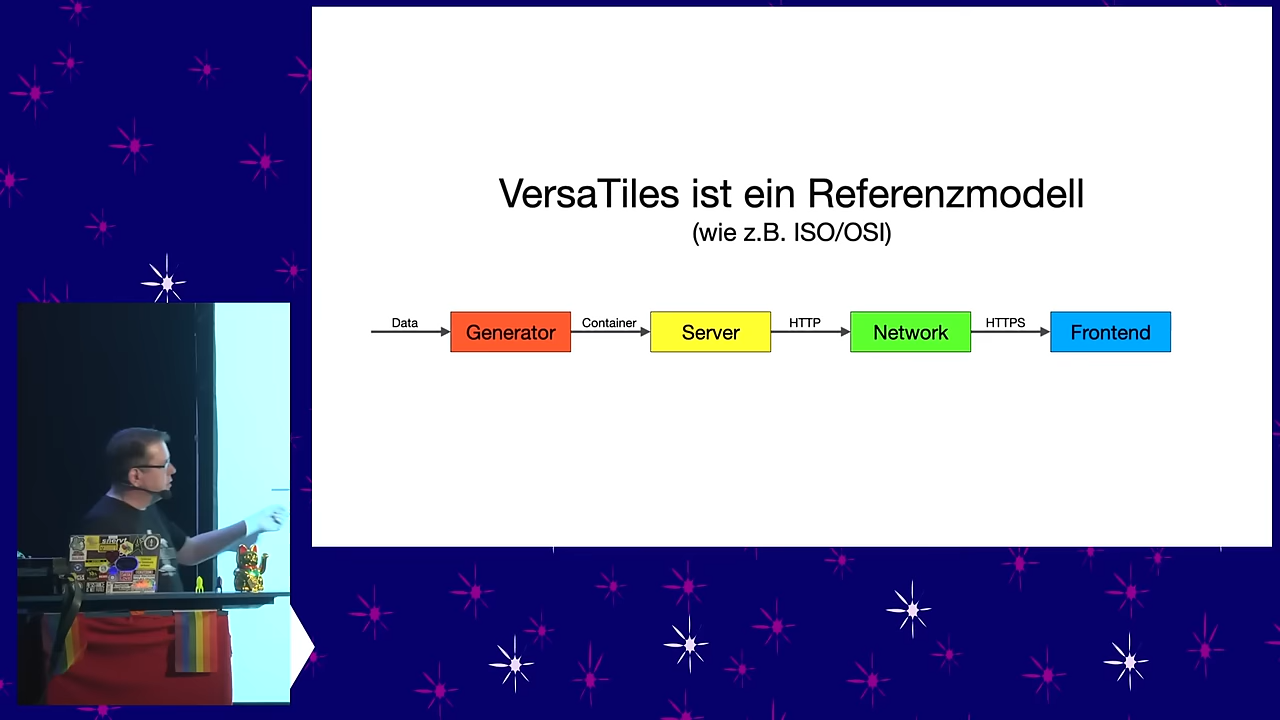 VersaTiles ist ein Referenzmodell
(wie z.B. ISO/OSI)
Data
Generator
Container
Server
HTTP
Network
HTTPS
Frontend